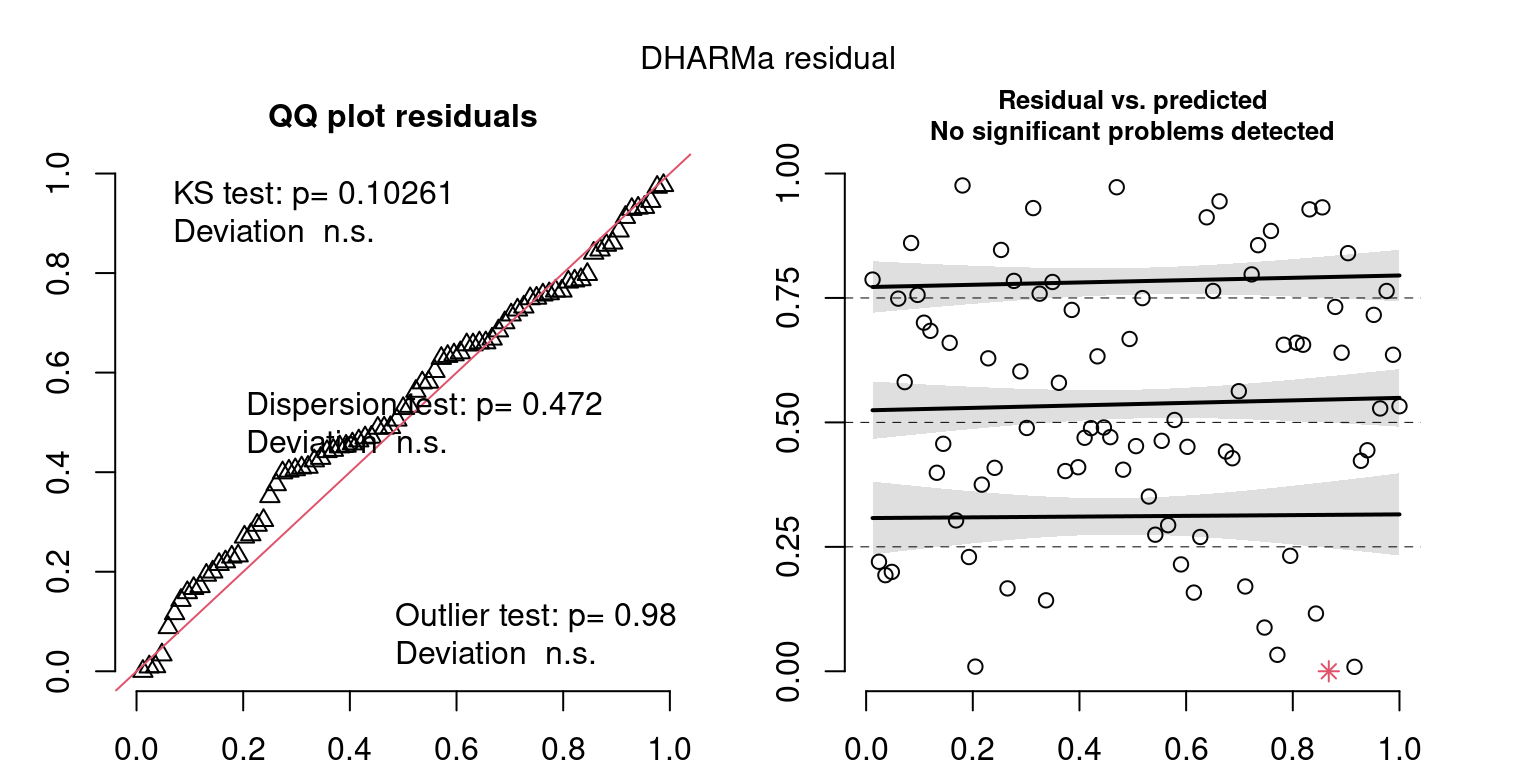 DHARMa residual
QQ plot residuals
KS test: p= 0.10261
Deviation  n.s.
Dispersion test: p= 0.472
Deviation  n.s.
Outlier test: p= 0.98
Deviation  n.s.
1.0
0.8
0.6
0.4
0.2
0.0
0.0 0.2 0.4 0.6 0.8 1.0
Residual vs. predicted
No significant problems detected
1.00
0.75
0.50
0.25
0.00
0.0 0.2 0.4 0.6 0.8 1.0